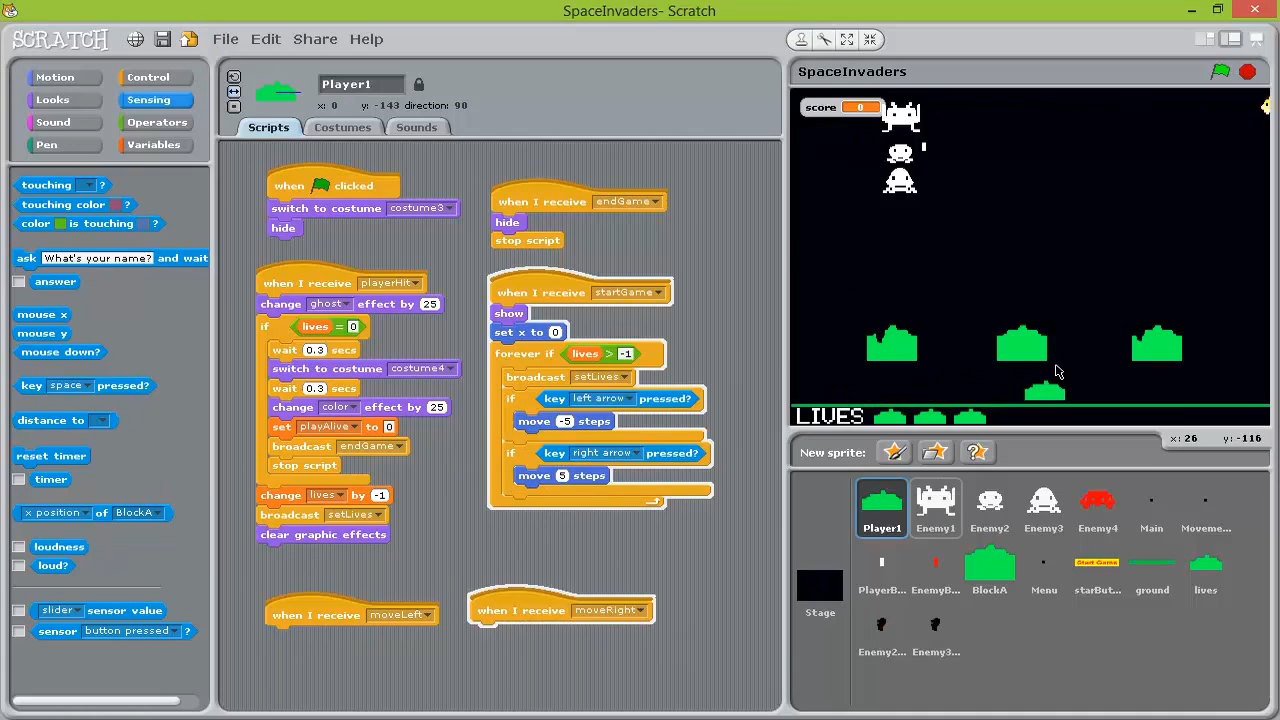 SpaceInvaders- Scratch
SCRATCH
File Edit Share Help
Motion Control
Looks Sensing
Sound Operators
Pen Variables
touching ?
touching color ?
color is touching ?
ask What's your name? and wait
answer
mouse x
mouse y
mouse down?
key space pressed?
distance to
reset timer
timer
x position of BlockA
loudness
loud?
slider sensor value
sensor button pressed ?
Player1
x: 0 y: -143 direction: 90
Scripts Costumes Sounds
when clicked
switch to costume costume3
hide
when I receive playerHit
change ghost effect by 25
if lives = 0
wait 0.3 secs
switch to costume costume4
wait 0.3 secs
change color effect by 25
set playAlive to 0
broadcast endGame
stop script
change lives by -1
broadcast setLives
clear graphic effects
when I receive moveLeft
when I receive endGame
hide
stop script
when I receive startGame
show
set x to 0
forever if lives > -1
broadcast setLives
if key left arrow pressed?
move -5 steps
if key right arrow pressed?
move 5 steps
when I receive moveRight
SpaceInvaders
score 0
LIVES
x: 26 y: -116
New sprite:
Stage
Player1 Enemy1 Enemy2 Enemy3 Enemy4 Main Moveme...
PlayerB... EnemyB... BlockA Menu starBut... ground lives
Start Game
Enemy2... Enemy3...